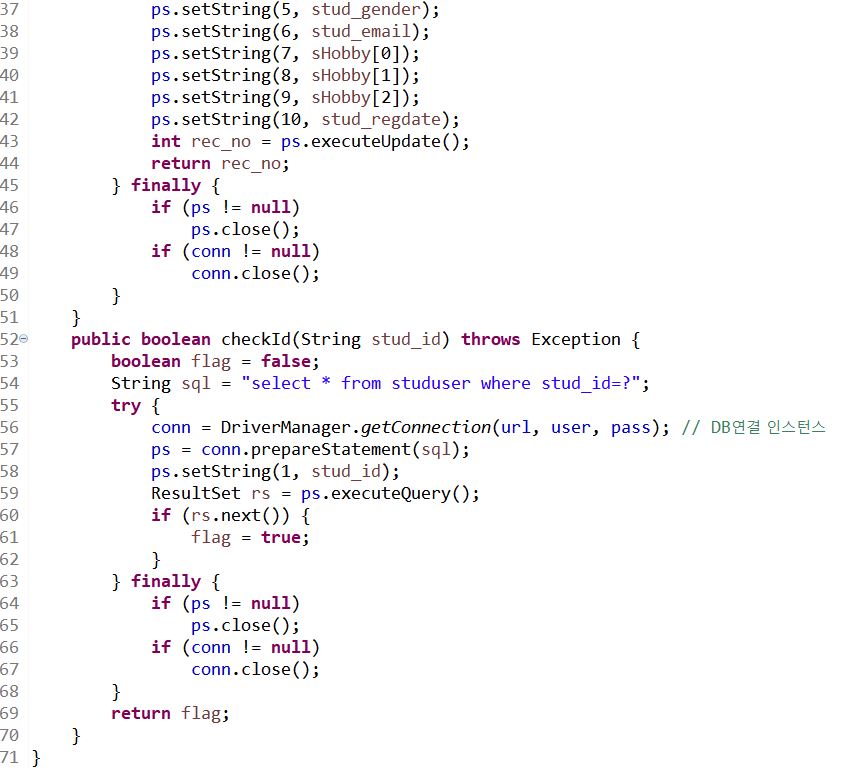 37 ps.setString(5, stud_gender);
38 ps.setString(6, stud_email);
39 ps.setString(7, sHobby[0]);
40 ps.setString(8, sHobby[1]);
41 ps.setString(9, sHobby[2]);
42 ps.setString(10, stud_regdate);
43 int rec_no = ps.executeUpdate();
44 return rec_no;
45 } finally {
46 if (ps != null)
47 ps.close();
48 if (conn != null)
49 conn.close();
50 }
51 }
52 public boolean checkId(String stud_id) throws Exception {
53 boolean flag = false;
54 String sql = "select * from studuser where stud_id=?";
55 try {
56 conn = DriverManager.getConnection(url, user, pass); // DB연결 인스턴스
57 ps = conn.prepareStatement(sql);
58 ps.setString(1, stud_id);
59 ResultSet rs = ps.executeQuery();
60 if (rs.next()) {
61 flag = true;
62 }
63 } finally {
64 if (ps != null)
65 ps.close();
66 if (conn != null)
67 conn.close();
68 }
69 return flag;
70 }
71 }